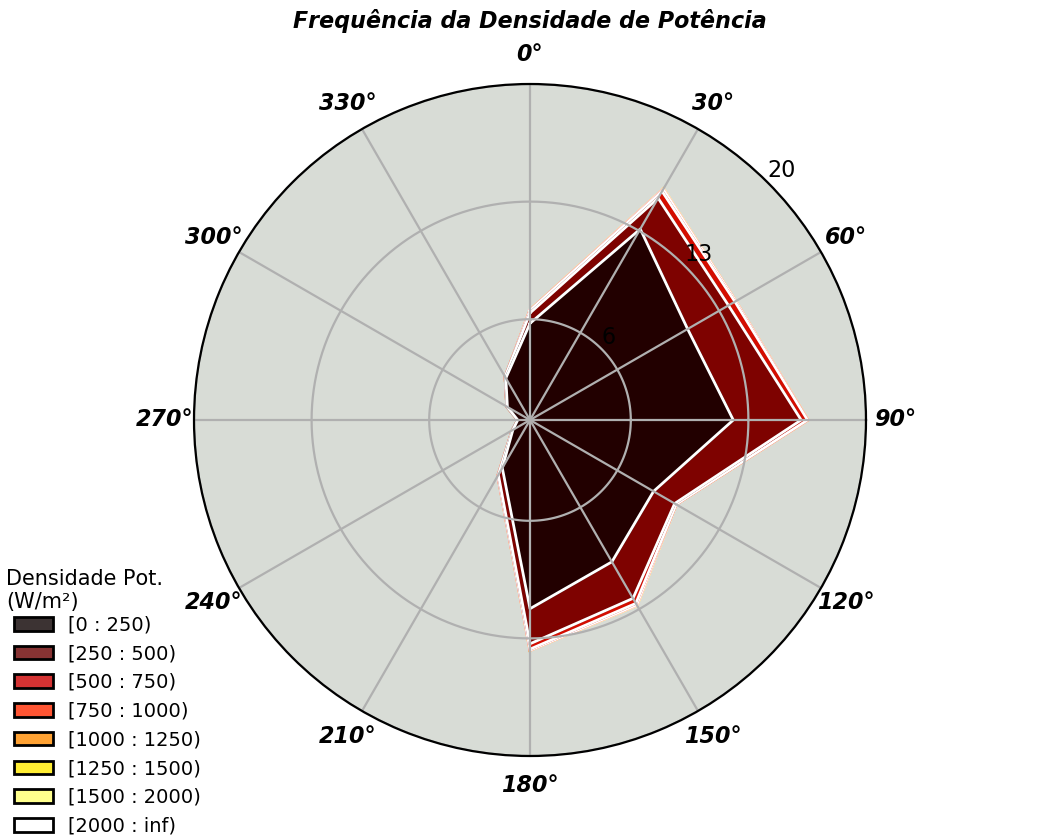 Frequência da Densidade de Potência
0°
330°
30°
20
300°
60°
13
6
270°
90°
240°
120°
210°
150°
180°
Densidade Pot.
(W/m²)
[0 : 250)
[250 : 500)
[500 : 750)
[750 : 1000)
[1000 : 1250)
[1250 : 1500)
[1500 : 2000)
[2000 : inf)